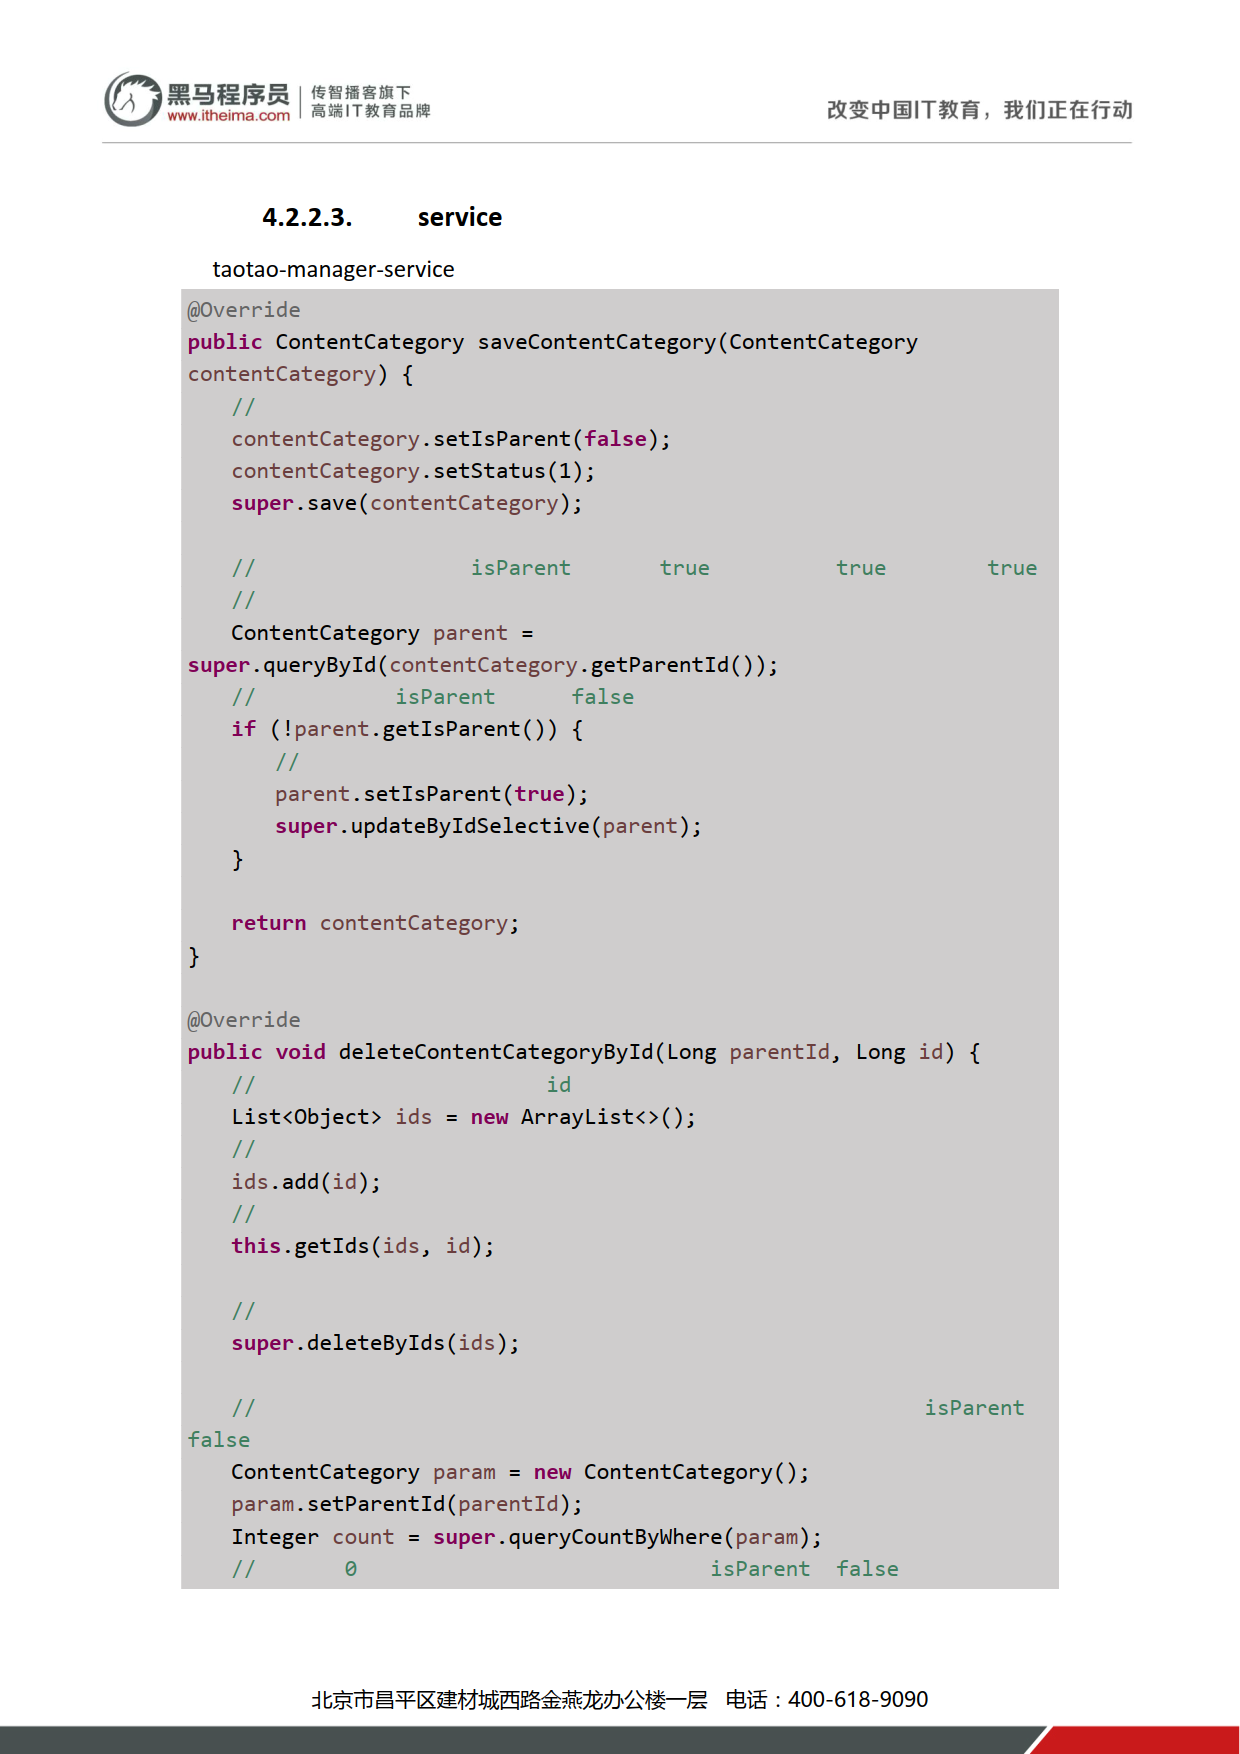 黑马程序员
www.itheima.com
传智播客旗下
高端IT教育品牌
改变中国IT教育，我们正在行动
4.2.2.3. service
taotao-manager-service
@Override
public ContentCategory saveContentCategory(ContentCategory
contentCategory) {
//
contentCategory.setIsParent(false);
contentCategory.setStatus(1);
super.save(contentCategory);
// isParent true true true
//
ContentCategory parent =
super.queryById(contentCategory.getParentId());
// isParent false
if (!parent.getIsParent()) {
//
parent.setIsParent(true);
super.updateByIdSelective(parent);
}
return contentCategory;
}
@Override
public void deleteContentCategoryById(Long parentId, Long id) {
// id
List<Object> ids = new ArrayList<>();
//
ids.add(id);
//
this.getIds(ids, id);
//
super.deleteByIds(ids);
// isParent
false
ContentCategory param = new ContentCategory();
param.setParentId(parentId);
Integer count = super.queryCountByWhere(param);
// 0 isParent false
北京市昌平区建材城西路金燕龙办公楼一层 电话：400-618-9090